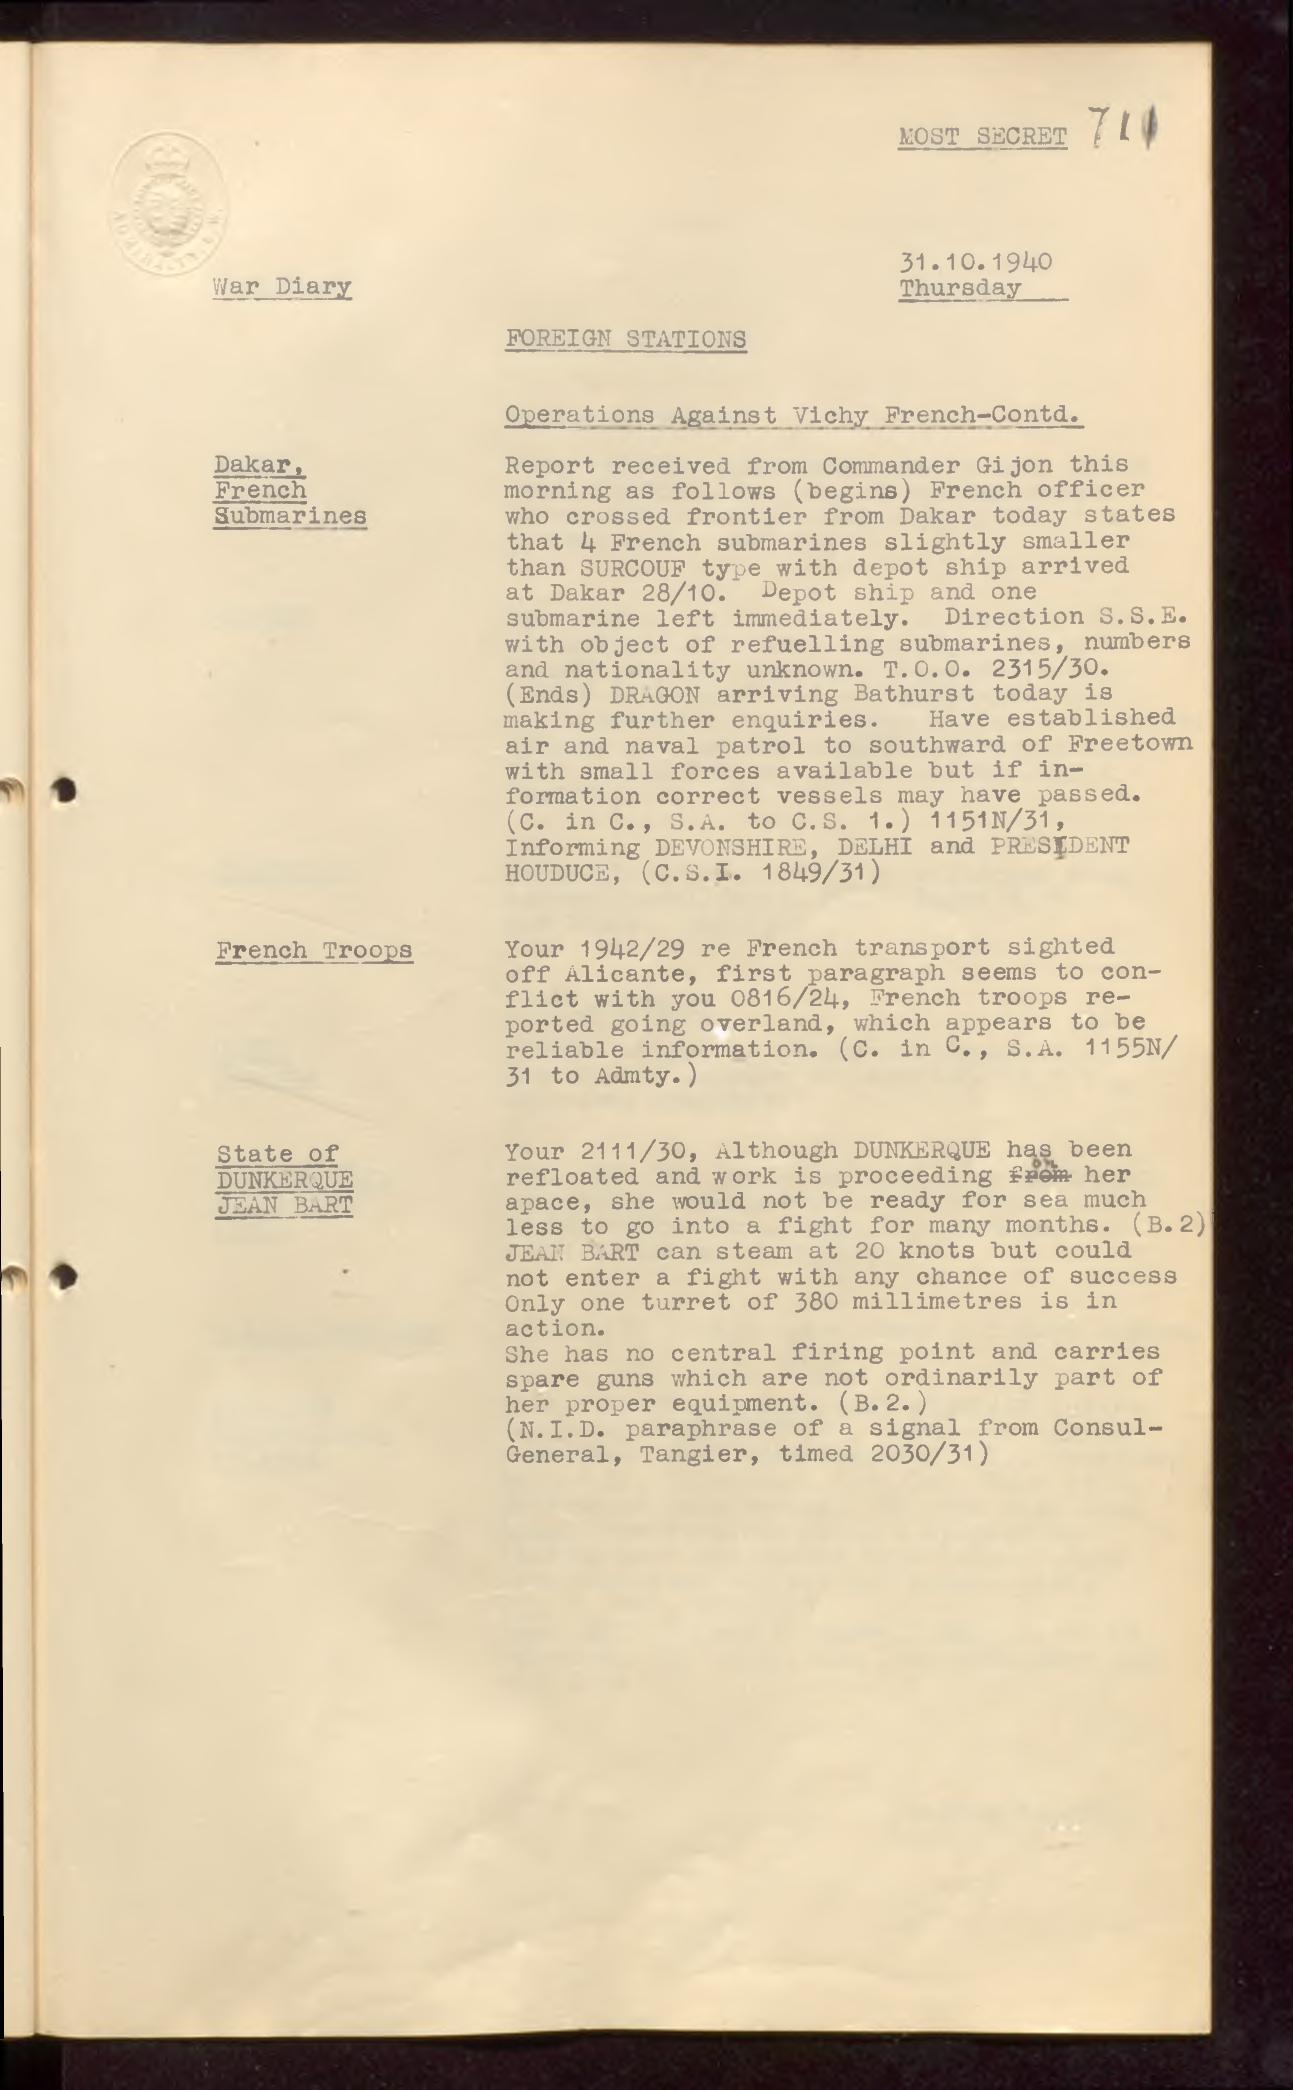 MOST SECRET 711
31.10.1940
War Diary
Thursday
FOREIGN STATIONS
Operations Against Vichy French-Contd.
Dakar,
French
Submarines
Report received from Commander Gijon this
morning as follows (begins) French officer
who crossed frontier from Dakar today states
that 4 French submarines slightly smaller
than SURCOUF type with depot ship arrived
at Dakar 28/10. Depot ship and one
submarine left immediately. Direction S.S.E.
with object of refuelling submarines, numbers
and nationality unknown. T.O.O. 2315/30.
(Ends) DRAGON arriving Bathurst today is
making further enquiries. Have established
air and naval patrol to southward of Freetown
with small forces available but if in-
formation correct vessels may have passed.
(C. in C., S.A. to C.S. 1.) 1151N/31,
Informing DEVONSHIRE, DELHI and PRESIDENT
HOUDUCE, (C.S.I. 1849/31)
French Troops
Your 1942/29 re French transport sighted
off Alicante, first paragraph seems to con-
flict with you 0816/24, French troops re-
ported going overland, which appears to be
reliable information. (C. in C., S.A. 1155N/
31 to Admty.)
State of
DUNKERQUE
JEAN BART
Your 2111/30, Although DUNKERQUE has been
refloated and work is proceeding from on her
apace, she would not be ready for sea much
less to go into a fight for many months. (B.2)
JEAN BART can steam at 20 knots but could
not enter a fight with any chance of success
Only one turret of 380 millimetres is in
action.
She has no central firing point and carries
spare guns which are not ordinarily part of
her proper equipment. (B.2.)
(N.I.D. paraphrase of a signal from Consul-
General, Tangier, timed 2030/31)